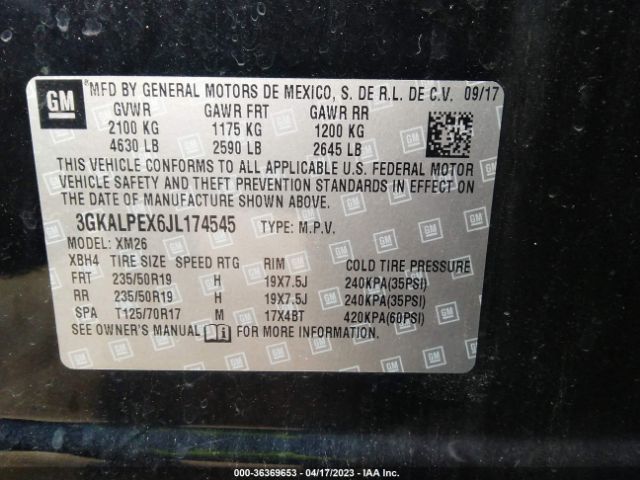 GM
® MFD BY GENERAL MOTORS DE MEXICO, S. DE R.L. DE C.V. 09/17
GVWR GAWR FRT GAWR RR
2100 KG 1175 KG 1200 KG
4630 LB 2590 LB 2645 LB
THIS VEHICLE CONFORMS TO ALL APPLICABLE U.S. FEDERAL MOTOR
VEHICLE SAFETY AND THEFT PREVENTION STANDARDS IN EFFECT ON
THE DATE OF MANUFACTURE SHOWN ABOVE.
3GKALPEX6JL174545 TYPE: M.P.V.
MODEL: XM26
XBH4 TIRE SIZE SPEED RTG RIM COLD TIRE PRESSURE
FRT 235/50R19 H 19X7.5J 240KPA(35PSI)
RR 235/50R19 H 19X7.5J 240KPA(35PSI)
SPA T125/70R17 M 17X4BT 420KPA(60PSI)
SEE OWNER'S MANUAL FOR MORE INFORMATION.
000-36369653 - 04/17/2023 - IAA Inc.